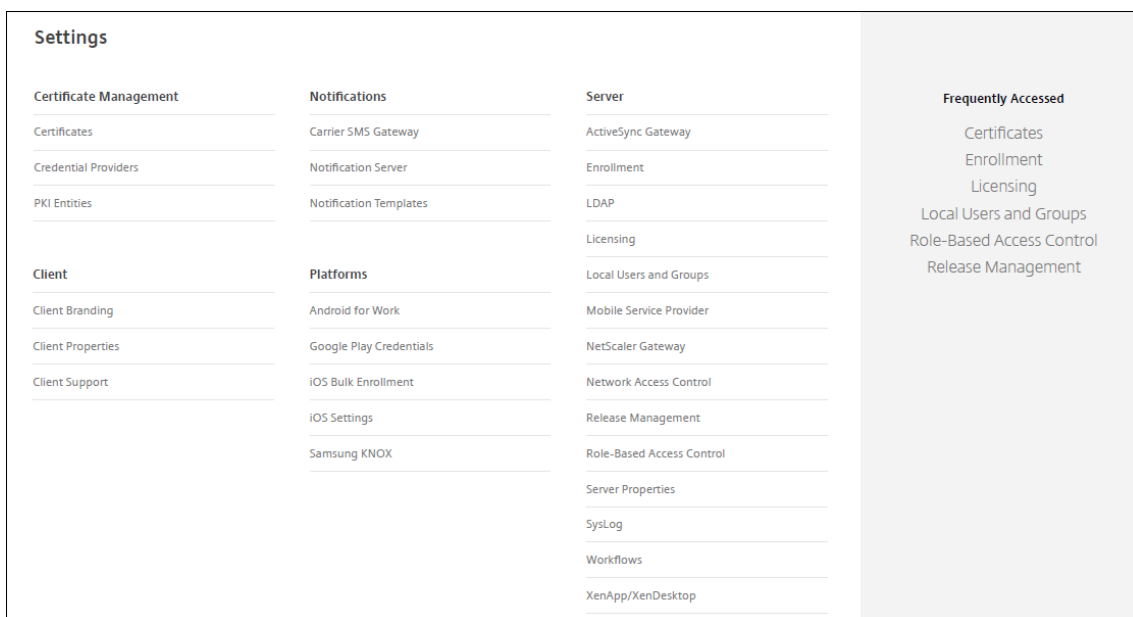 Settings
Certificate Management
Certificates
Credential Providers
PKI Entities
Client
Client Branding
Client Properties
Client Support
Notifications
Carrier SMS Gateway
Notification Server
Notification Templates
Platforms
Android for Work
Google Play Credentials
iOS Bulk Enrollment
iOS Settings
Samsung KNOX
Server
ActiveSync Gateway
Enrollment
LDAP
Licensing
Local Users and Groups
Mobile Service Provider
NetScaler Gateway
Network Access Control
Release Management
Role-Based Access Control
Server Properties
SysLog
Workflows
XenApp/XenDesktop
Frequently Accessed
Certificates
Enrollment
Licensing
Local Users and Groups
Role-Based Access Control
Release Management